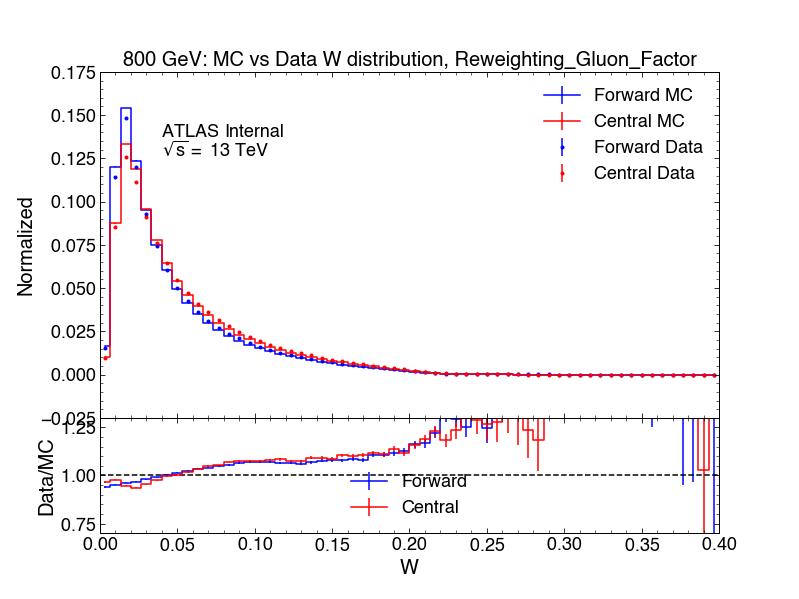 800 GeV: MC vs Data W distribution, Reweighting_Gluon_Factor
0.175
0.150
0.125
0.100
0.075
0.050
0.025
0.000
−0.025
Normalized
ATLAS Internal
√s = 13 TeV
Forward MC
Central MC
Forward Data
Central Data
1.25
1.00
0.75
Data/MC
Forward
Central
0.00 0.05 0.10 0.15 0.20 0.25 0.30 0.35 0.40
W